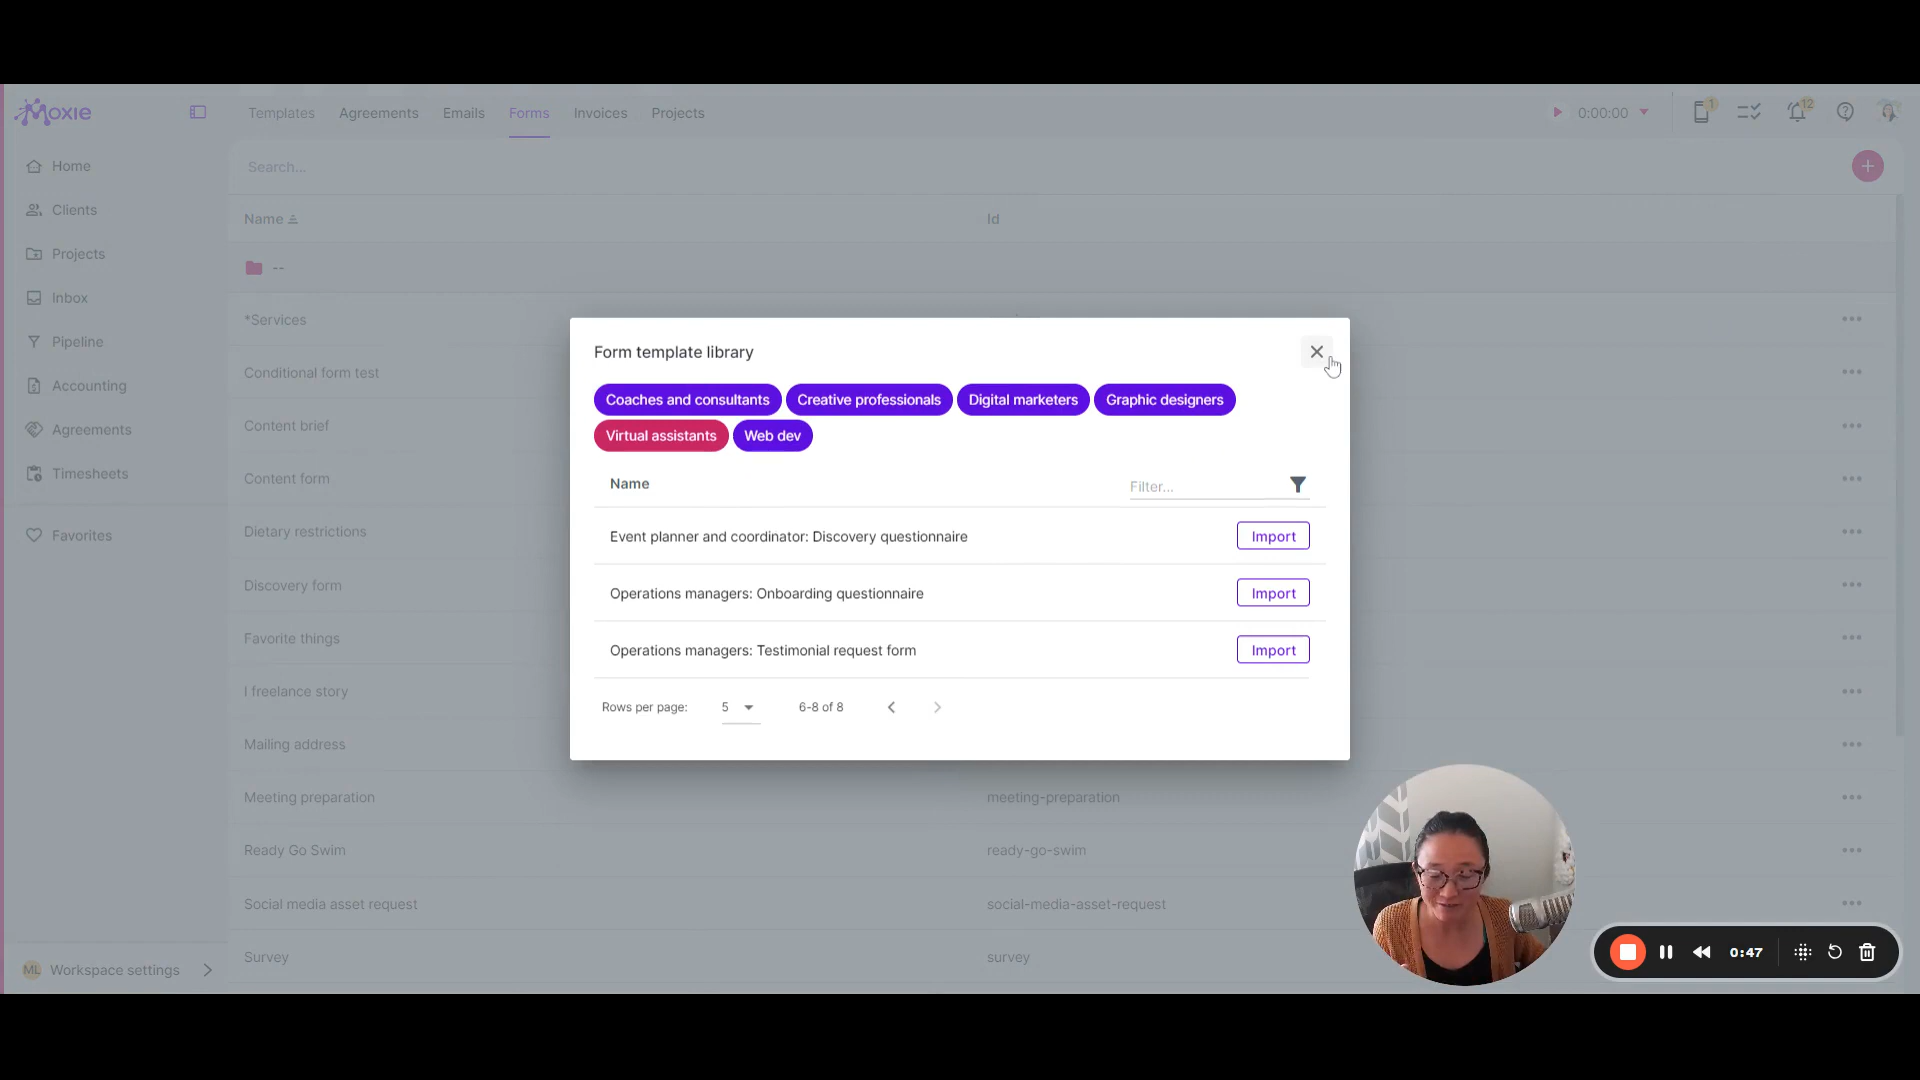 Moxie
Templates Agreements Emails Forms Invoices Projects
0:00:00
1
12
Home
Clients
Projects
Inbox
Pipeline
Accounting
Agreements
Timesheets
Favorites
ML Workspace settings
Search...
Name Id
--
*Services
Conditional form test
Content brief
Content form
Dietary restrictions
Discovery form
Favorite things
I freelance story
Mailing address
Meeting preparation meeting-preparation
Ready Go Swim ready-go-swim
Social media asset request social-media-asset-request
Survey survey
Form template library
Coaches and consultants Creative professionals Digital marketers Graphic designers
Virtual assistants Web dev
Name Filter...
Event planner and coordinator: Discovery questionnaire Import
Operations managers: Onboarding questionnaire Import
Operations managers: Testimonial request form Import
Rows per page: 5 6-8 of 8
0:47